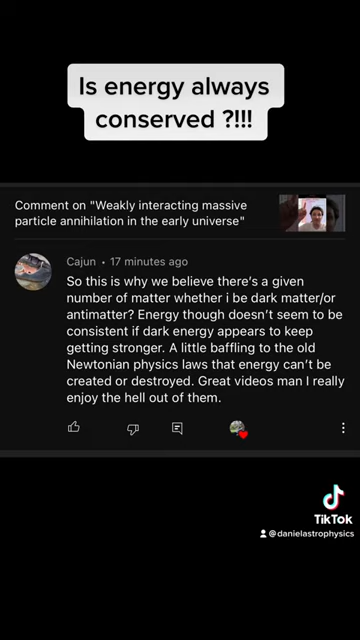 Is energy always
conserved ?!!!
Comment on "Weakly interacting massive
particle annihilation in the early universe"
Cajun • 17 minutes ago
So this is why we believe there's a given
number of matter whether i be dark matter/or
antimatter? Energy though doesn't seem to be
consistent if dark energy appears to keep
getting stronger. A little baffling to the old
Newtonian physics laws that energy can't be
created or destroyed. Great videos man I really
enjoy the hell out of them.
TikTok
@danielastrophysics